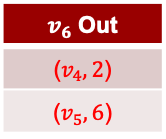 v₆ Out
(v₄, 2)
(v₅, 6)